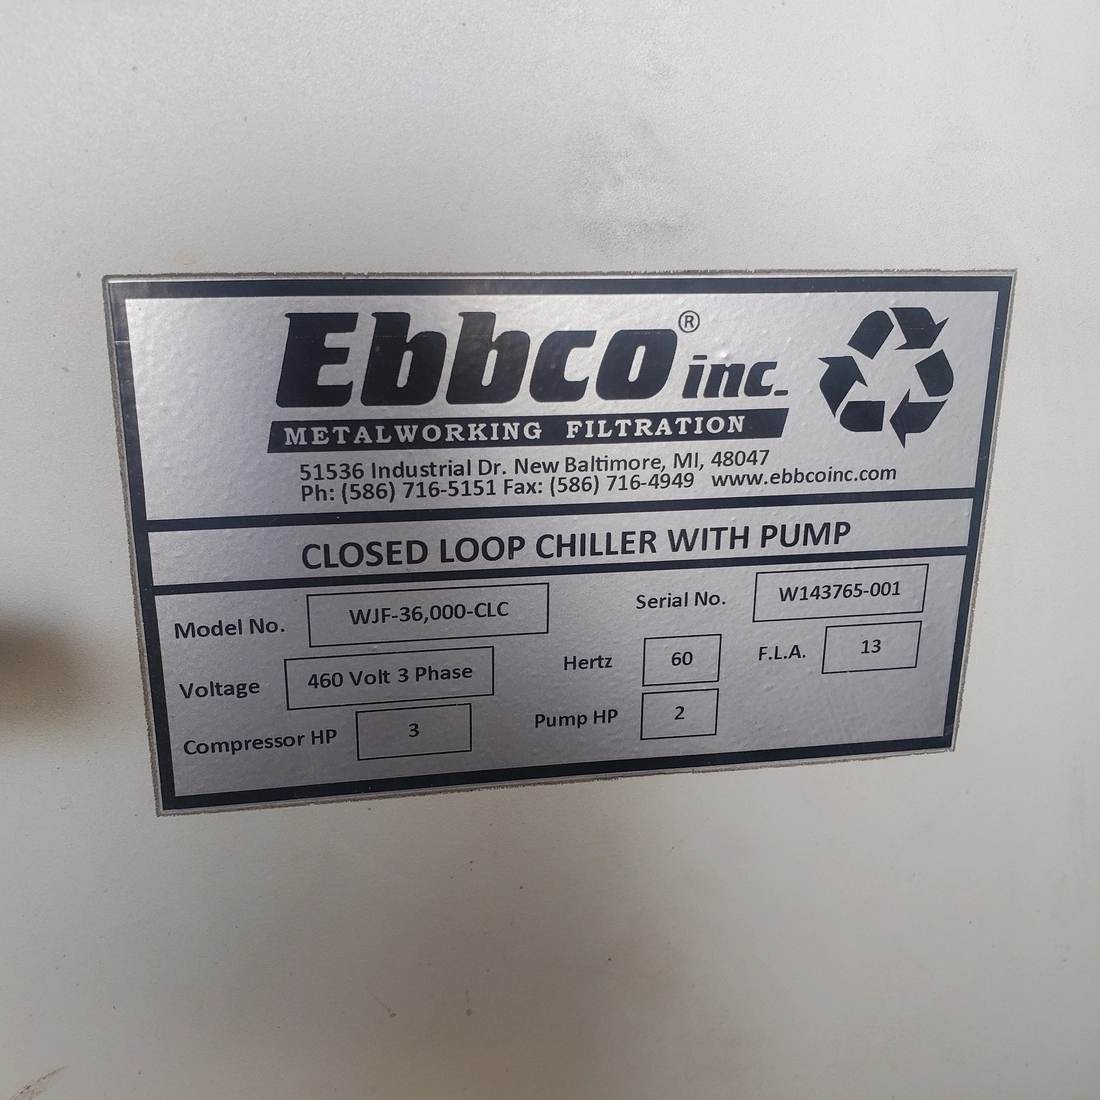 Ebbco® inc.
METALWORKING FILTRATION
51536 Industrial Dr. New Baltimore, MI, 48047
Ph: (586) 716-5151 Fax: (586) 716-4949 www.ebbcoinc.com
CLOSED LOOP CHILLER WITH PUMP
Model No. WJF-36,000-CLC Serial No. W143765-001
Voltage 460 Volt 3 Phase Hertz 60 F.L.A. 13
Compressor HP 3 Pump HP 2